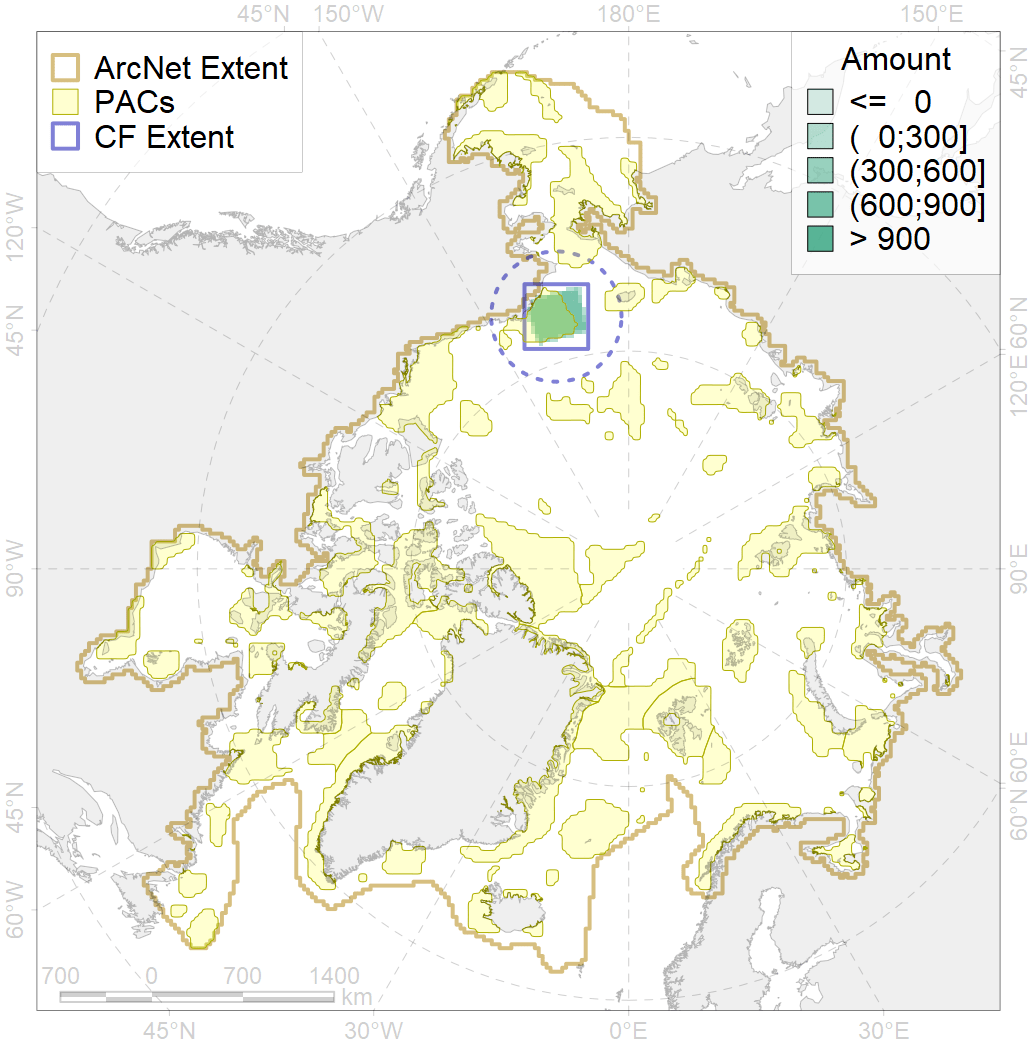 45°N 150°W 180°E 150°E
ArcNet Extent
PACs
CF Extent
Amount
<= 0
( 0;300]
(300;600]
(600;900]
> 900
45°N
120°W
45°N
90°W
45°N
60°W
60°N
120°E
90°E
60°E
60°N
700 0 700 1400
km
45°N 30°W 0°E 30°E